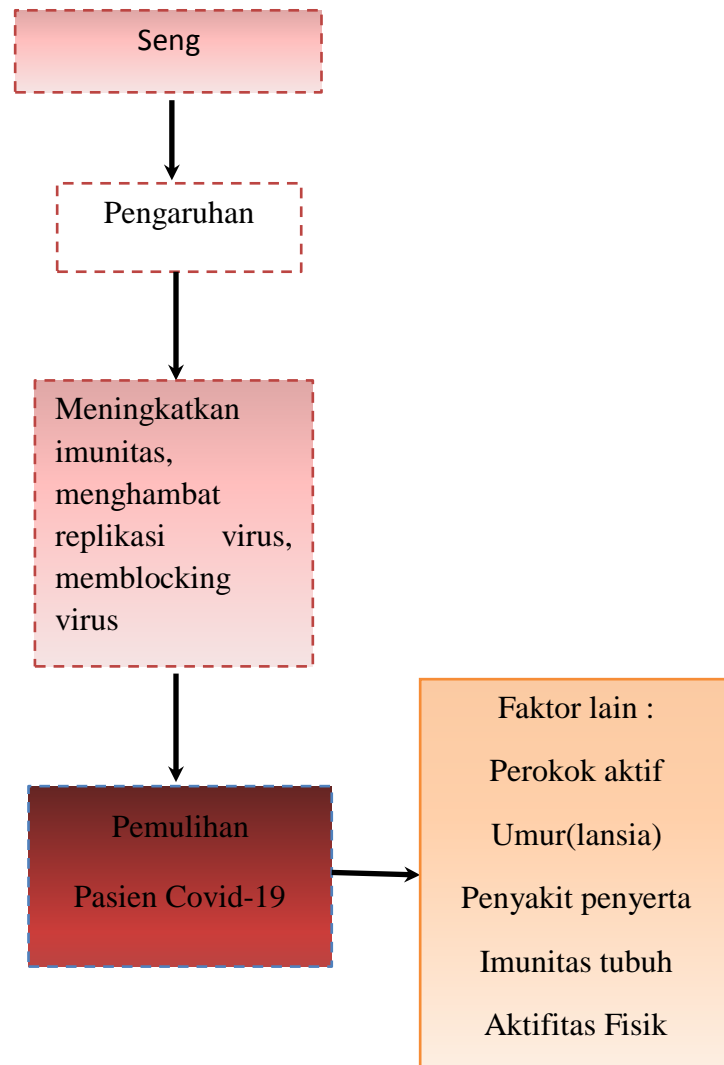 Seng
Pengaruhan
Meningkatkan
imunitas,
menghambat
replikasi virus,
memblocking
virus
Pemulihan
Pasien Covid-19
Faktor lain :
Perokok aktif
Umur(lansia)
Penyakit penyerta
Imunitas tubuh
Aktifitas Fisik